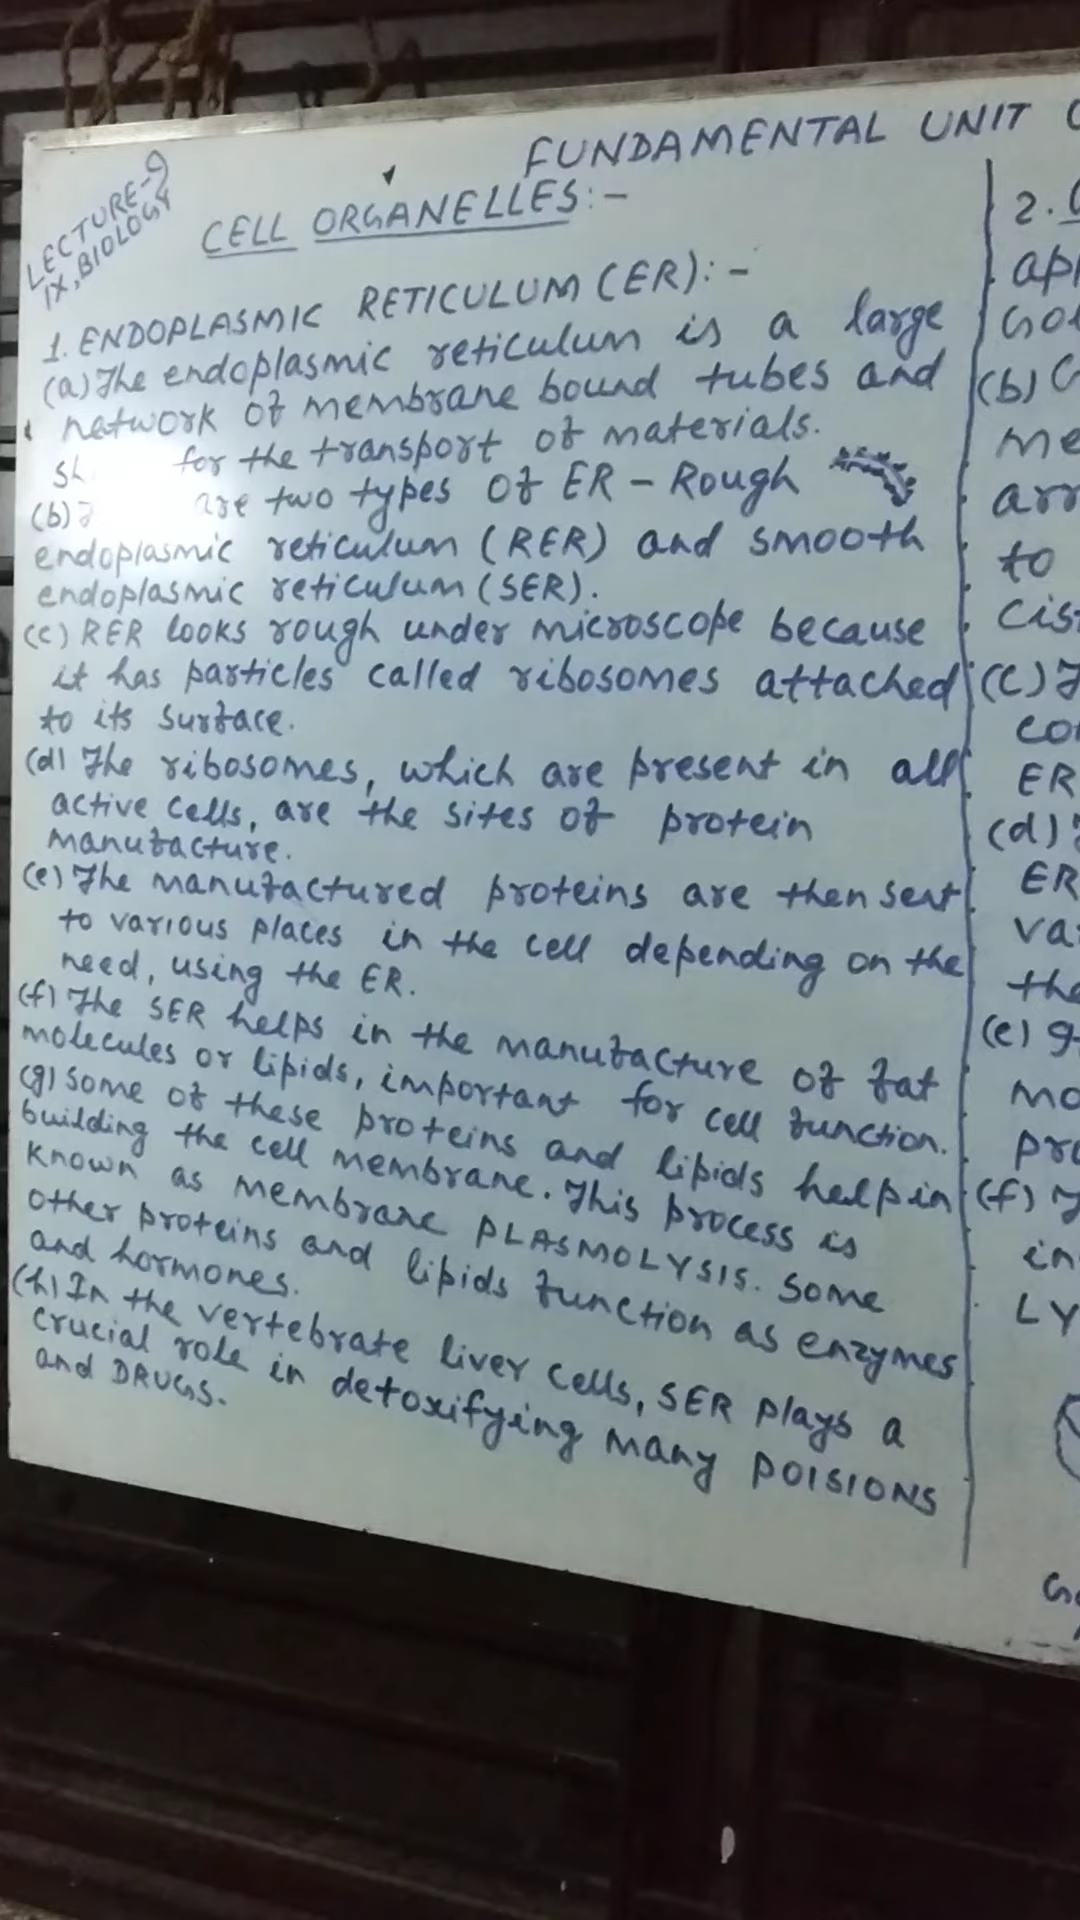 LECTURE-9
IX, BIOLOGY
FUNDAMENTAL UNIT
CELL ORGANELLES:-
1. ENDOPLASMIC RETICULUM (ER):-
(a) The endoplasmic reticulum is a large
network of membrane bound tubes and
for the transport of materials.
(b) are two types of ER - Rough
endoplasmic reticulum (RER) and smooth
endoplasmic reticulum (SER).
(c) RER looks rough under microscope because
it has particles called ribosomes attached
to its surface.
(d) The ribosomes, which are present in all
active cells, are the sites of protein
manufacture.
(e) The manufactured proteins are then sent
to various places in the cell depending on the
need, using the ER.
(f) The SER helps in the manufacture of fat
molecules or lipids, important for cell function.
(g) Some of these proteins and lipids help in
building the cell membrane. This process is
known as membrane PLASMOLYSIS. Some
other proteins and lipids function as enzymes
and hormones.
(h) In the vertebrate liver cells, SER plays a
crucial role in detoxifying many POISIONS
and DRUGS.
2.
(b)
me
to
(c)
ER
(d)
ER
the
(e)
mo
(f)
in
LY